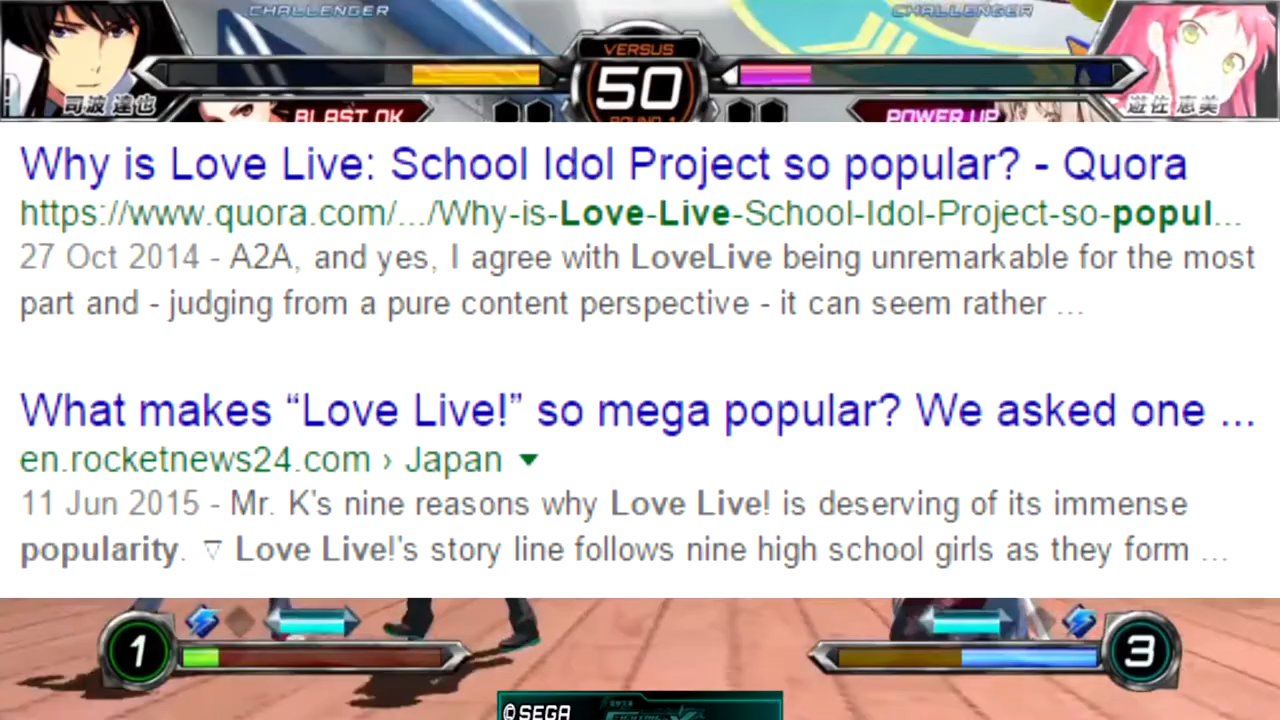 CHALLENGER
CHALLENGER
VERSUS
50
ROUND 1
司波 達也
遊佐 恵美
BLAST OK
POWER UP
Why is Love Live: School Idol Project so popular? - Quora
https://www.quora.com/.../Why-is-Love-Live-School-Idol-Project-so-popul...
27 Oct 2014 - A2A, and yes, I agree with LoveLive being unremarkable for the most
part and - judging from a pure content perspective - it can seem rather ...
What makes “Love Live!” so mega popular? We asked one ...
en.rocketnews24.com › Japan ▼
11 Jun 2015 - Mr. K's nine reasons why Love Live! is deserving of its immense
popularity. ▽ Love Live!'s story line follows nine high school girls as they form ...
1
3
© SEGA